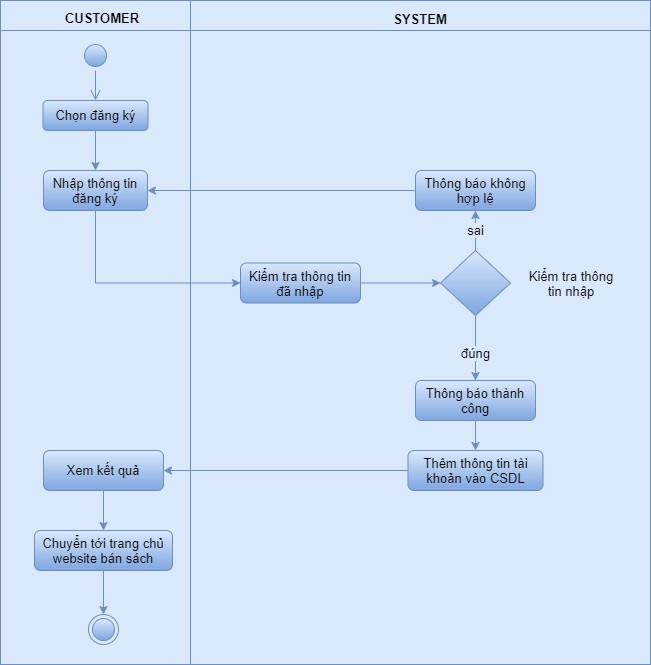 CUSTOMER
SYSTEM
Chọn đăng ký
Nhập thông tin
đăng ký
Thông báo không
hợp lệ
sai
Kiểm tra thông tin
đã nhập
Kiểm tra thông
tin nhập
đúng
Thông báo thành
công
Xem kết quả
Thêm thông tin tài
khoản vào CSDL
Chuyển tới trang chủ
website bán sách